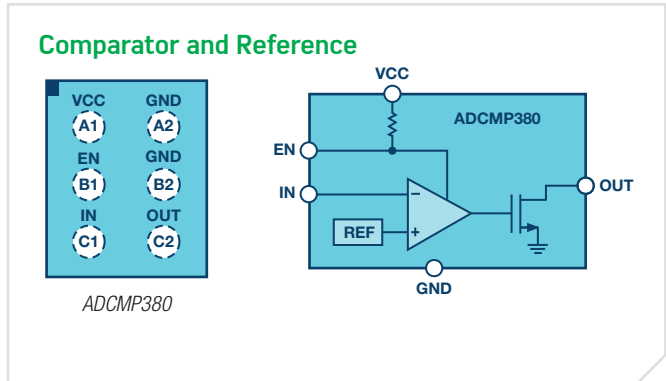 Comparator and Reference
VCC GND
A1 A2
EN GND
B1 B2
IN OUT
C1 C2
ADCMP380
VCC
ADCMP380
EN
IN
−
REF
+
OUT
GND